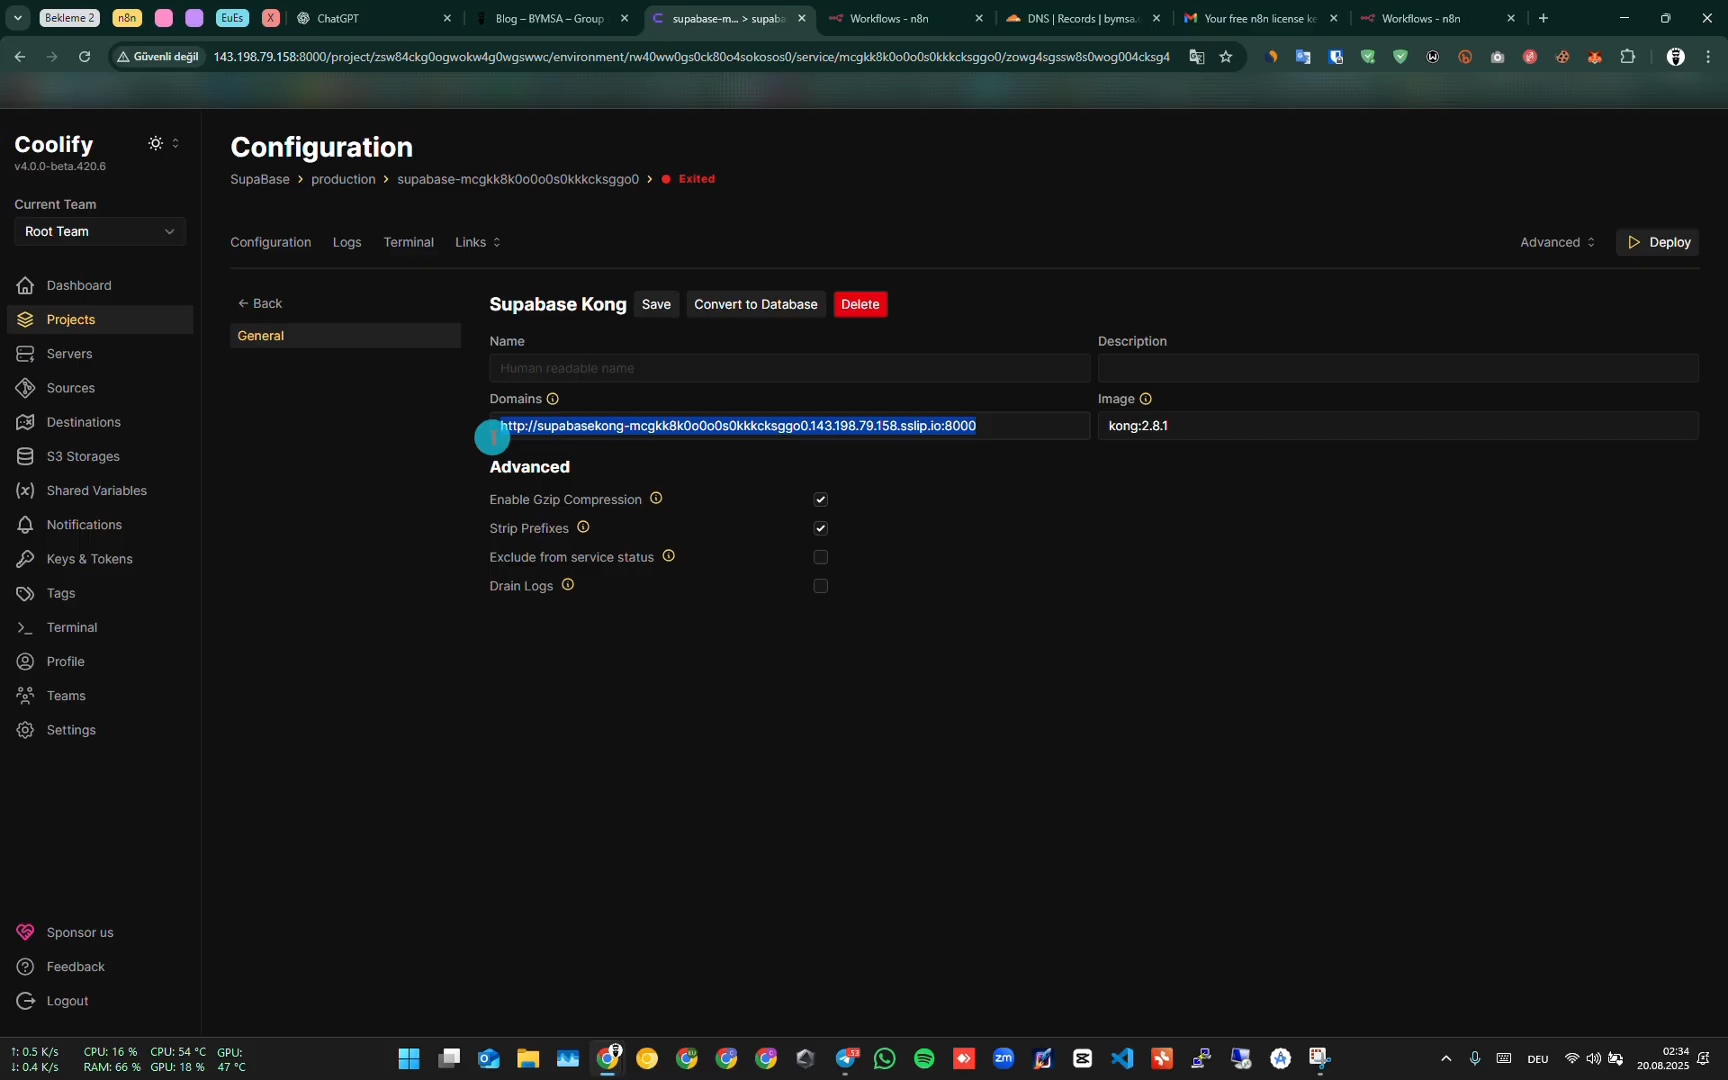 Bekleme 2
n8n
EuEs
X
ChatGPT
Blog – BYMSA – Group
supabase-m... > supaba
Workflows - n8n
DNS | Records | bymsa.
Your free n8n license ke
Workflows - n8n
Güvenli değil
143.198.79.158:8000/project/zsw84ckg0ogwokw4g0wgswwc/environment/rw40ww0gs0ck80o4sokosos0/service/mcgkk8k0o0o0s0kkkcksggo0/zowg4sgssw8s0wog004cksg4
Coolify
v4.0.0-beta.420.6
Current Team
Root Team
Dashboard
Projects
Servers
Sources
Destinations
S3 Storages
Shared Variables
Notifications
Keys & Tokens
Tags
Terminal
Profile
Teams
Settings
Sponsor us
Feedback
Logout
Configuration
SupaBase > production > supabase-mcgkk8k0o0o0s0kkkcksggo0 > Exited
Configuration
Logs
Terminal
Links
Advanced
Deploy
← Back
General
Supabase Kong
Save
Convert to Database
Delete
Name
Description
Human readable name
Domains
Image
http://supabasekong-mcgkk8k0o0o0s0kkkcksggo0.143.198.79.158.sslip.io:8000
kong:2.8.1
Advanced
Enable Gzip Compression
Strip Prefixes
Exclude from service status
Drain Logs
↑: 0.5 K/s CPU: 16 % CPU: 54 °C GPU:
↓: 0.4 K/s RAM: 66 % GPU: 18 % 47 °C
53
zm
DEU
02:34
20.08.2025